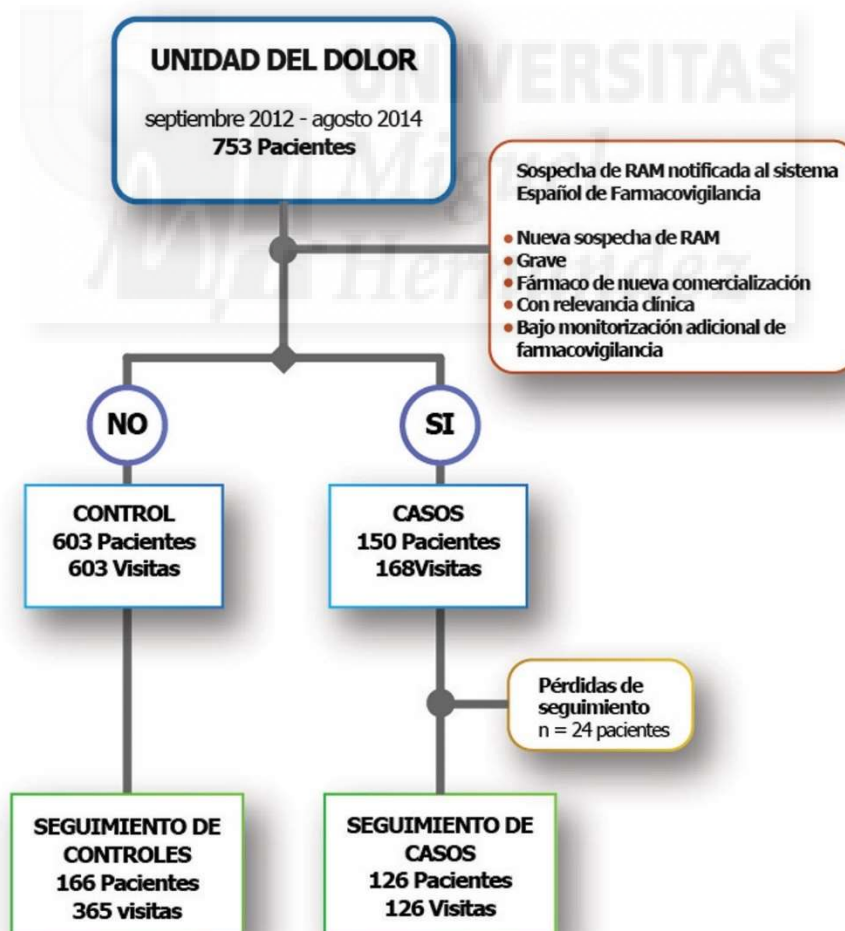 UNIVERSITAS
Miguel
Hernández
UNIDAD DEL DOLOR
septiembre 2012 - agosto 2014
753 Pacientes
Sospecha de RAM notificada al sistema
Español de Farmacovigilancia
• Nueva sospecha de RAM
• Grave
• Fármaco de nueva comercialización
• Con relevancia clínica
• Bajo monitorización adicional de
farmacovigilancia
NO
SI
CONTROL
603 Pacientes
603 Visitas
CASOS
150 Pacientes
168Visitas
Pérdidas de
seguimiento
n = 24 pacientes
SEGUIMIENTO DE
CONTROLES
166 Pacientes
365 visitas
SEGUIMIENTO DE
CASOS
126 Pacientes
126 Visitas